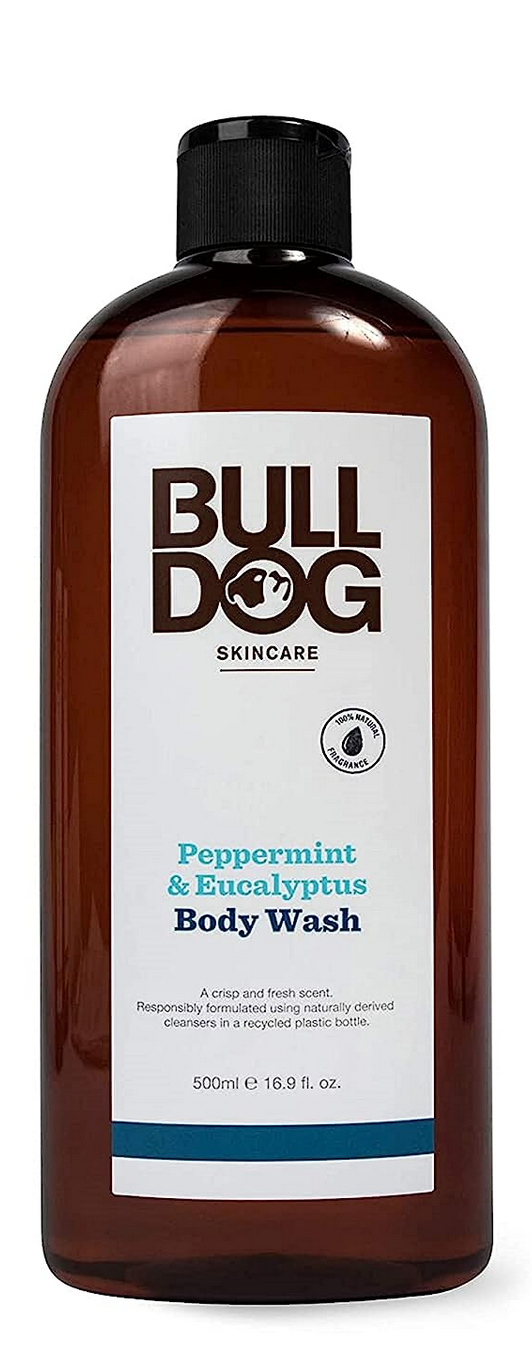 BULL
DOG
SKINCARE
100% NATURAL
FRAGRANCE
Peppermint
& Eucalyptus
Body Wash
A crisp and fresh scent.
Responsibly formulated using naturally derived
cleansers in a recycled plastic bottle.
500ml ℮ 16.9 fl. oz.